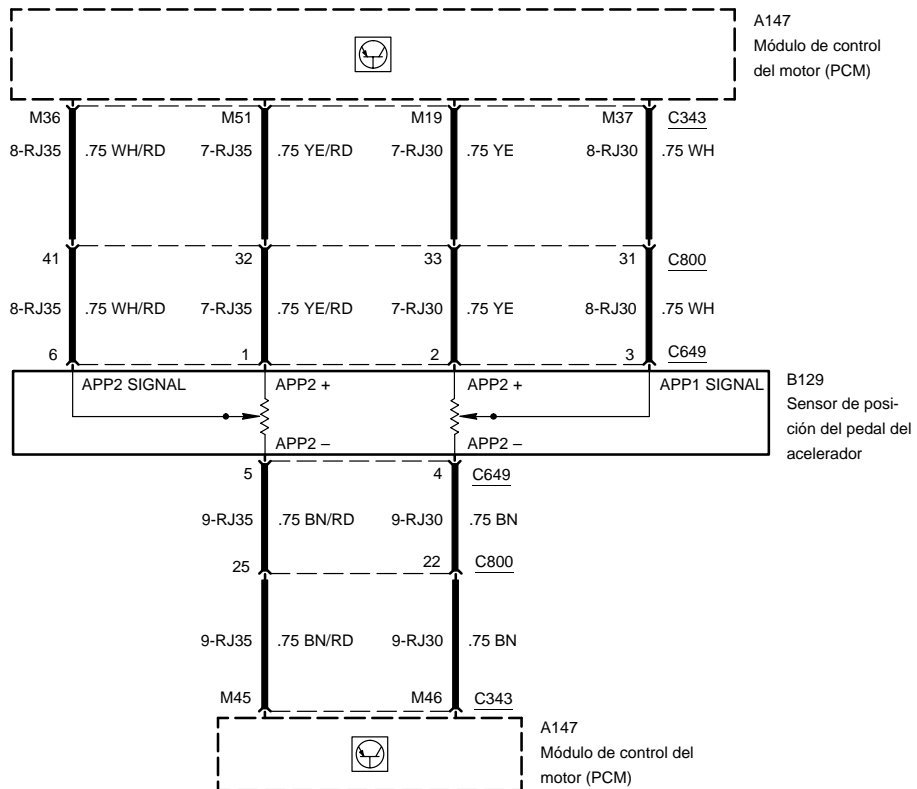 A147
Módulo de control
del motor (PCM)
M36 M51 M19 M37 C343
8-RJ35 .75 WH/RD 7-RJ35 .75 YE/RD 7-RJ30 .75 YE 8-RJ30 .75 WH
41 32 33 31 C800
8-RJ35 .75 WH/RD 7-RJ35 .75 YE/RD 7-RJ30 .75 YE 8-RJ30 .75 WH
6 1 2 3 C649
APP2 SIGNAL APP2 + APP2 + APP1 SIGNAL
B129
Sensor de posi-
ción del pedal del
acelerador
APP2 – APP2 –
5 4 C649
9-RJ35 .75 BN/RD 9-RJ30 .75 BN
25 22 C800
9-RJ35 .75 BN/RD 9-RJ30 .75 BN
M45 M46 C343
A147
Módulo de control del
motor (PCM)